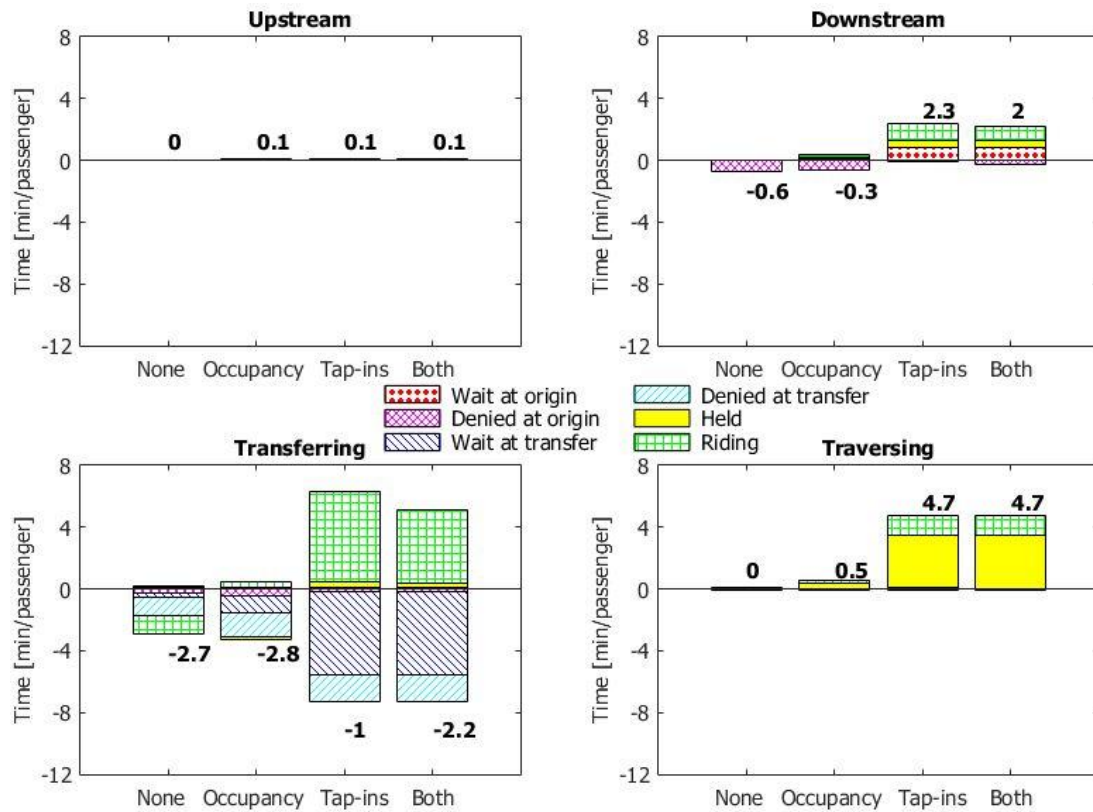 Upstream
Time [min/passenger]
8
4
0
-4
-8
-12
0
0.1
0.1
0.1
None
Occupancy
Tap-ins
Both
Downstream
Time [min/passenger]
8
4
0
-4
-8
-12
-0.6
-0.3
2.3
2
None
Occupancy
Tap-ins
Both
Wait at origin
Denied at origin
Wait at transfer
Denied at transfer
Held
Riding
Transferring
Time [min/passenger]
8
4
0
-4
-8
-12
-2.7
-2.8
-1
-2.2
None
Occupancy
Tap-ins
Both
Traversing
Time [min/passenger]
8
4
0
-4
-8
-12
0
0.5
4.7
4.7
None
Occupancy
Tap-ins
Both